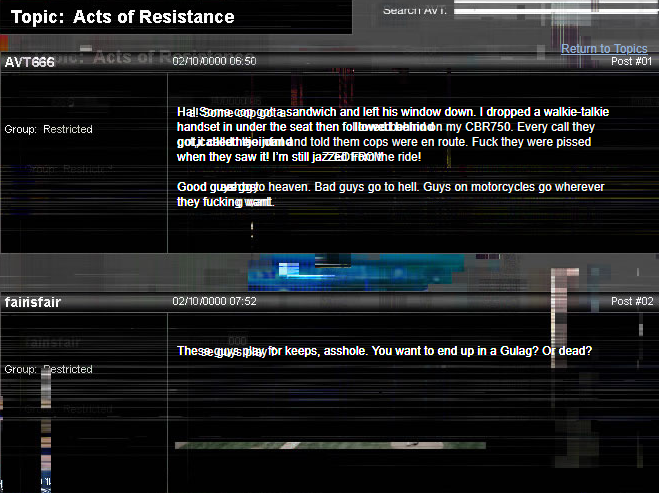 Topic: Acts of Resistance
Search AVT:
Return to Topics
AVT666 02/10/0000 06:50 Post #01
Group: Restricted
Ha! Some cop got a sandwich and left his window down. I dropped a walkie-talkie
handset in under the seat then followed behind on my CBR750. Every call they
got, I called the joint and told them cops were en route. Fuck they were pissed
when they saw it! I'm still jazzed from the ride!
Good guys go to heaven. Bad guys go to hell. Guys on motorcycles go wherever
they fucking want.
fairisfair 02/10/0000 07:52 Post #02
Group: Restricted
These guys play for keeps, asshole. You want to end up in a Gulag? Or dead?